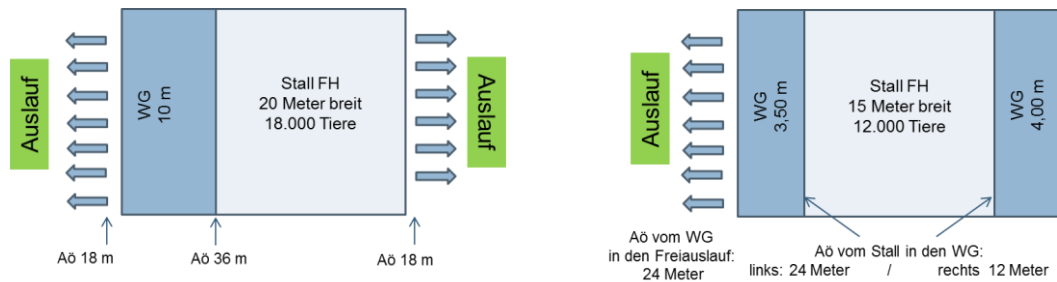 Auslauf
WG
10 m
Stall FH
20 Meter breit
18.000 Tiere
Auslauf
Aö 18 m
Aö 36 m
Aö 18 m
Auslauf
WG
3,50 m
Stall FH
15 Meter breit
12.000 Tiere
WG
4,00 m
Aö vom WG
in den Freiauslauf:
24 Meter
Aö vom Stall in den WG:
links: 24 Meter / rechts 12 Meter